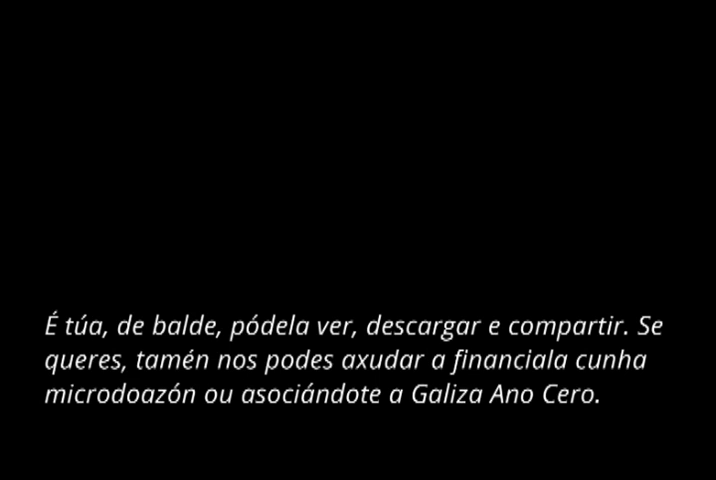 É túa, de balde, pódela ver, descargar e compartir. Se
queres, tamén nos podes axudar a financiala cunha
microdoazón ou asociándote a Galiza Ano Cero.